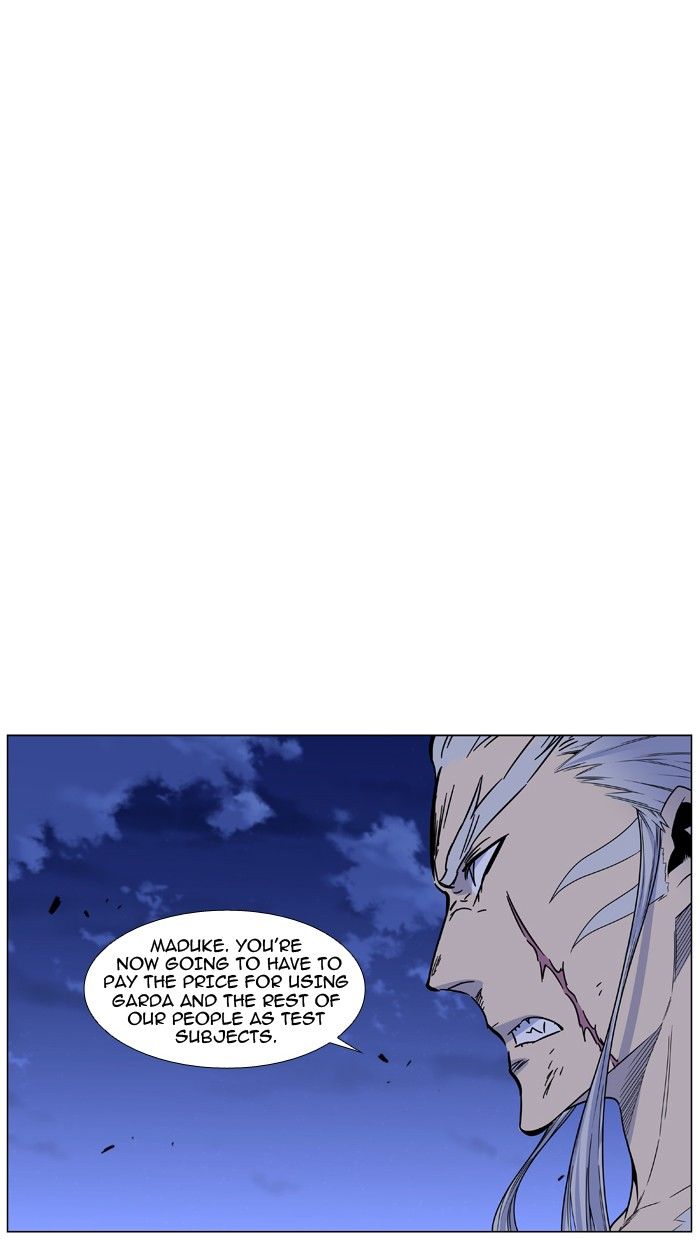 MADUKE. YOU'RE
NOW GOING TO HAVE TO
PAY THE PRICE FOR USING
GARDA AND THE REST OF
OUR PEOPLE AS TEST
SUBJECTS.